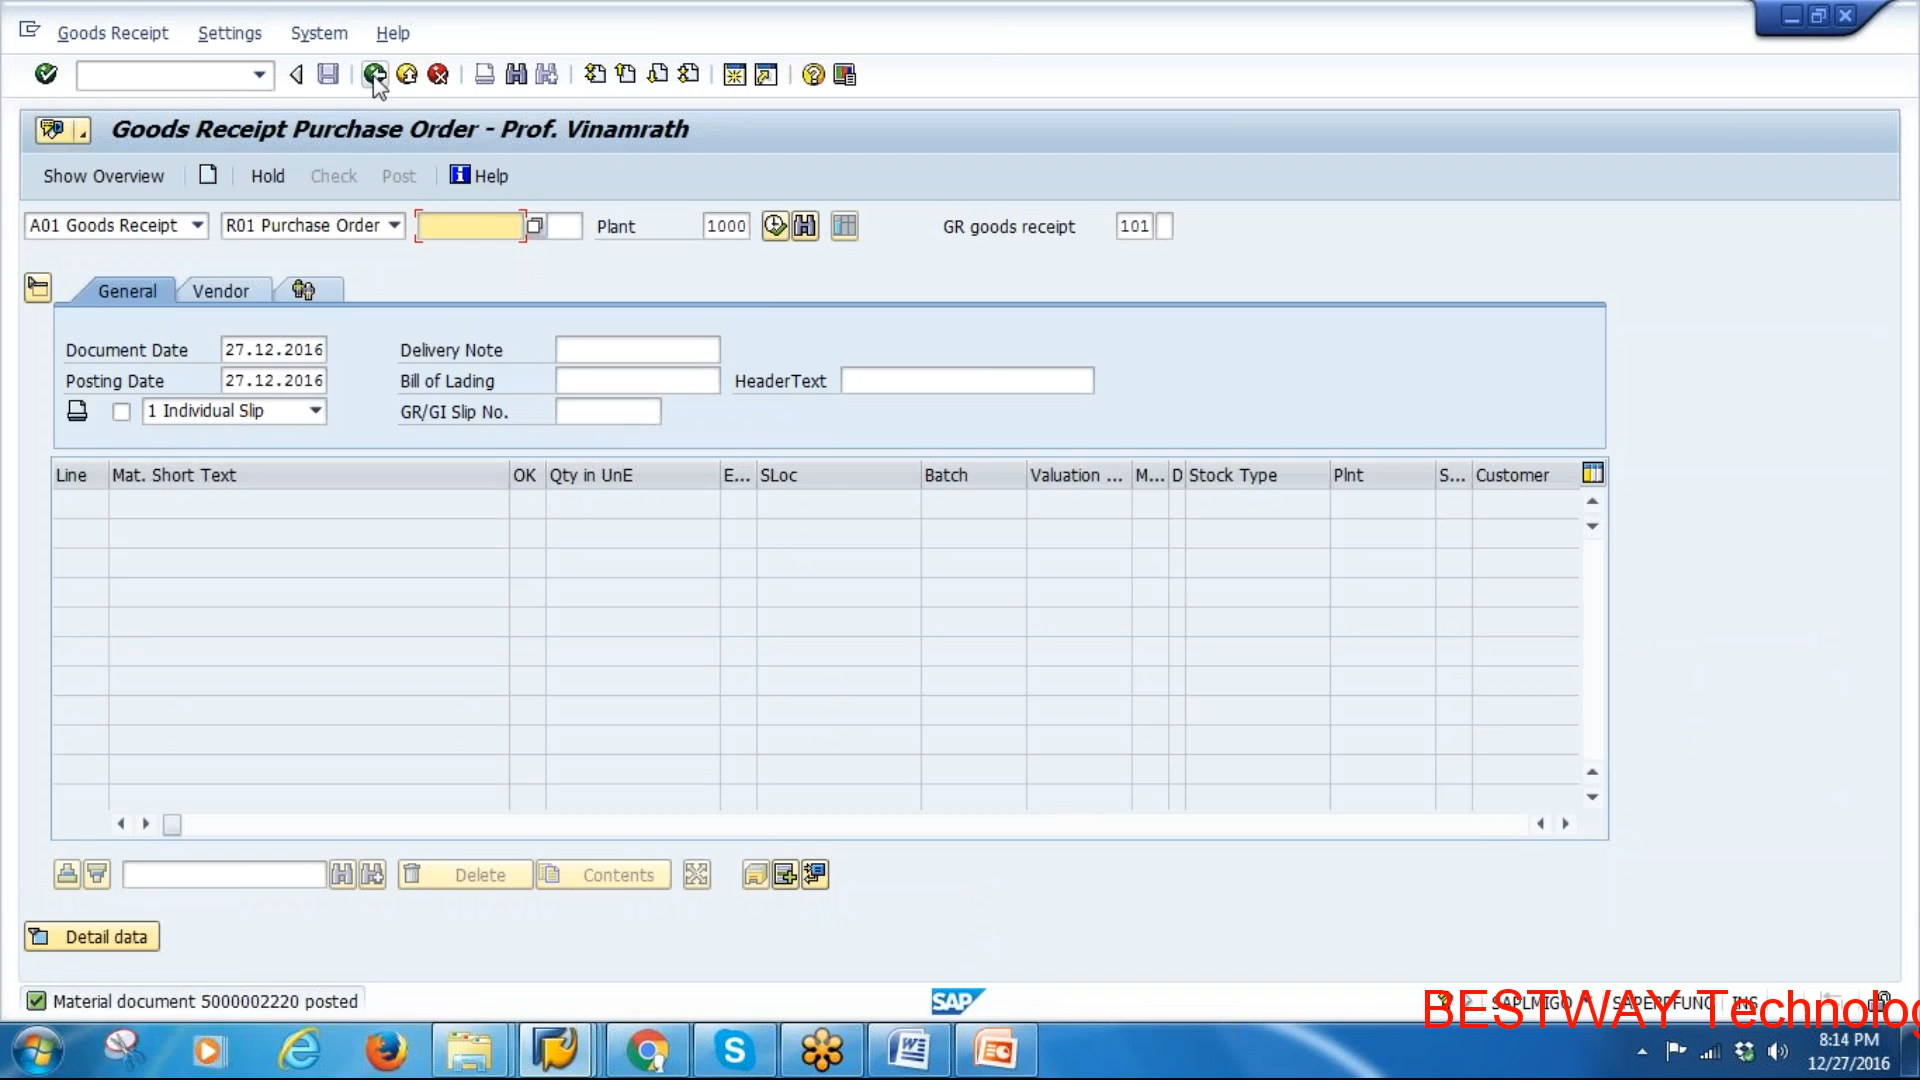 Goods Receipt Settings System Help
Goods Receipt Purchase Order - Prof. Vinamrath
Show Overview Hold Check Post Help
A01 Goods Receipt R01 Purchase Order Plant 1000 GR goods receipt 101
General Vendor
Document Date 27.12.2016 Delivery Note
Posting Date 27.12.2016 Bill of Lading HeaderText
1 Individual Slip GR/GI Slip No.
Line Mat. Short Text OK Qty in UnE E... SLoc Batch Valuation ... M... D Stock Type Plnt S... Customer
Delete Contents
Detail data
Material document 5000002220 posted SAP SAPLMIGO SAPERDFUNC INS
BESTWAY Technolog
8:14 PM
12/27/2016